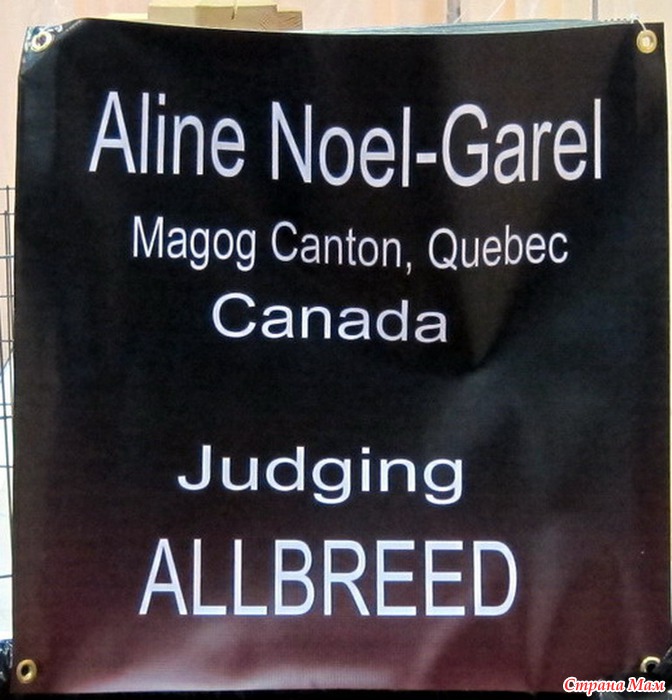 Aline Noel-Garel
Magog Canton, Quebec
Canada
Judging
ALLBREED
Страна Мам